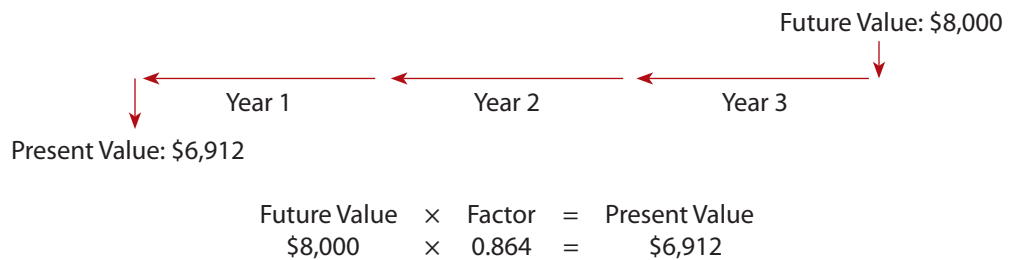 Future Value: $8,000
Year 1 Year 2 Year 3
Present Value: $6,912
Future Value × Factor = Present Value
$8,000 × 0.864 = $6,912